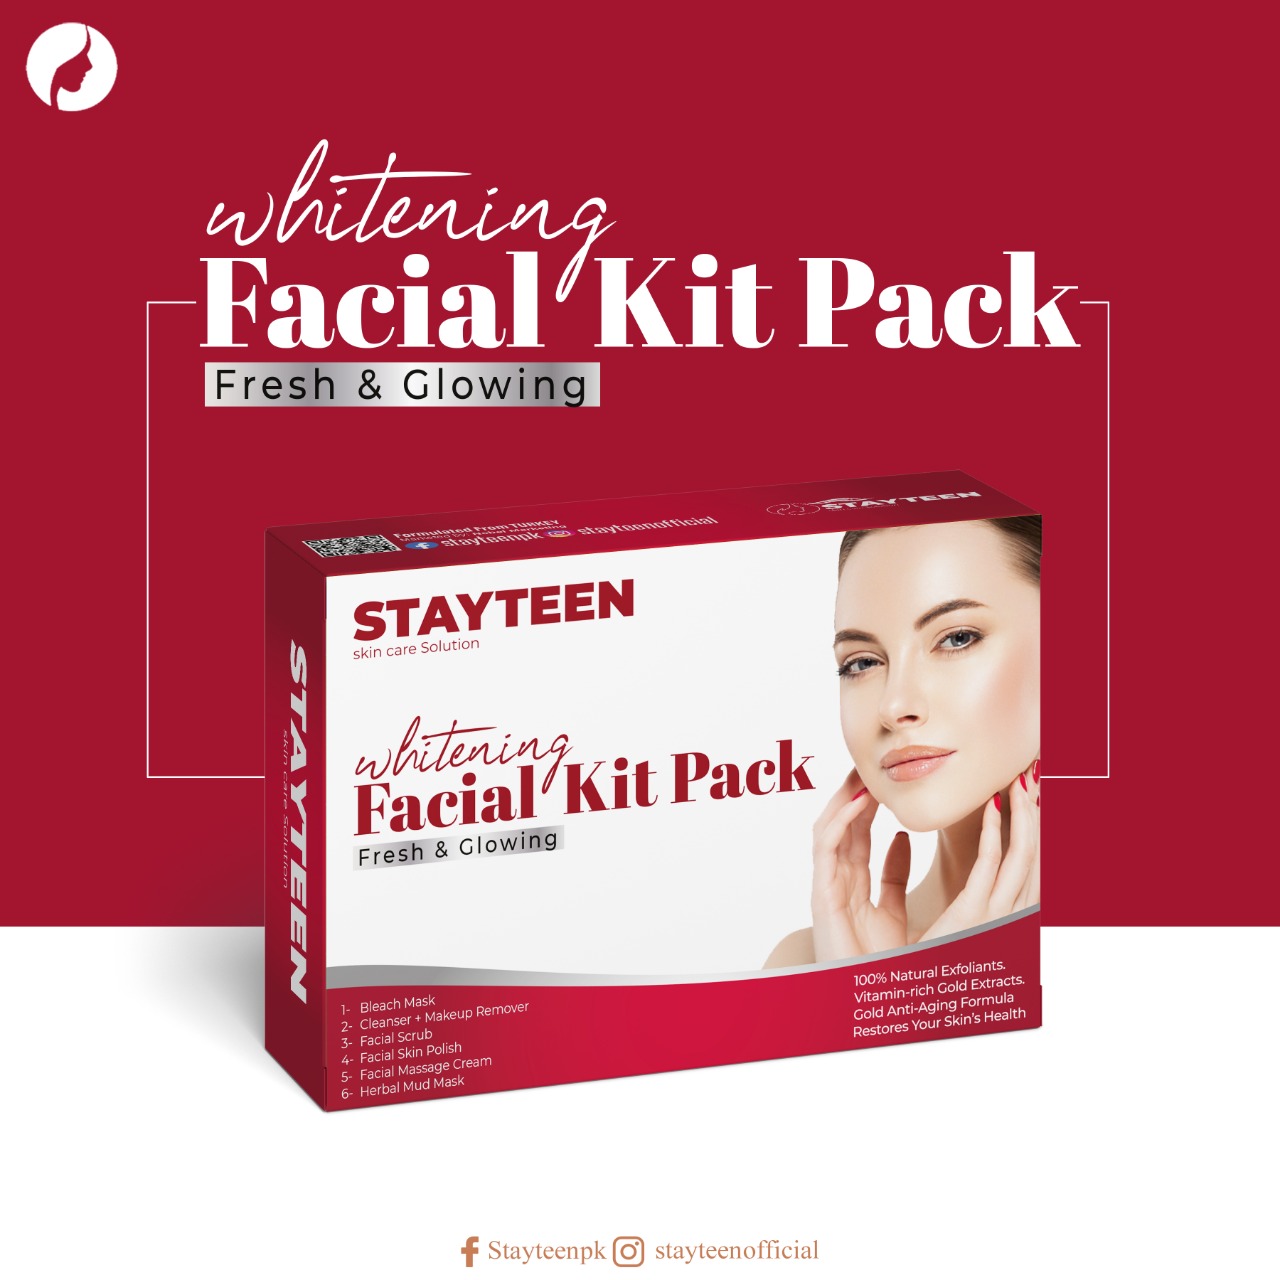 whitening
Facial Kit Pack
Fresh & Glowing
Formulated From TURKEY
stayteenpk stayteenofficial
STAYTEEN
STAYTEEN
skin care Solution
STAYTEEN
skin care Solution
whitening
Facial Kit Pack
Fresh & Glowing
1- Bleach Mask
2- Cleanser + Makeup Remover
3- Facial Scrub
4- Facial Skin Polish
5- Facial Massage Cream
6- Herbal Mud Mask
100% Natural Exfoliants.
Vitamin-rich Gold Extracts.
Gold Anti-Aging Formula
Restores Your Skin's Health
Stayteenpk stayteenofficial